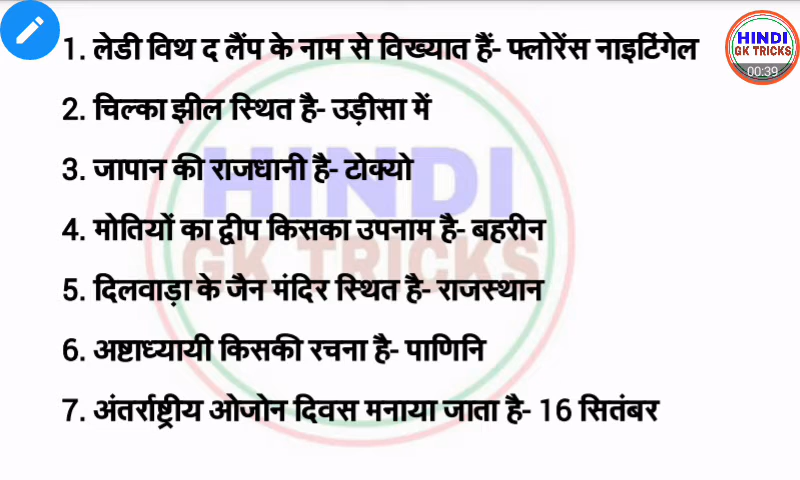 1. लेडी विथ द लैंप के नाम से विख्यात हैं- फ्लोरेंस नाइटिंगेल
HINDI
GK TRICKS
00:39
2. चिल्का झील स्थित है- उड़ीसा में
3. जापान की राजधानी है- टोक्यो
4. मोतियों का द्वीप किसका उपनाम है- बहरीन
5. दिलवाड़ा के जैन मंदिर स्थित है- राजस्थान
6. अष्टाध्यायी किसकी रचना है- पाणिनि
7. अंतर्राष्ट्रीय ओजोन दिवस मनाया जाता है- 16 सितंबर
HINDI
GK TRICKS